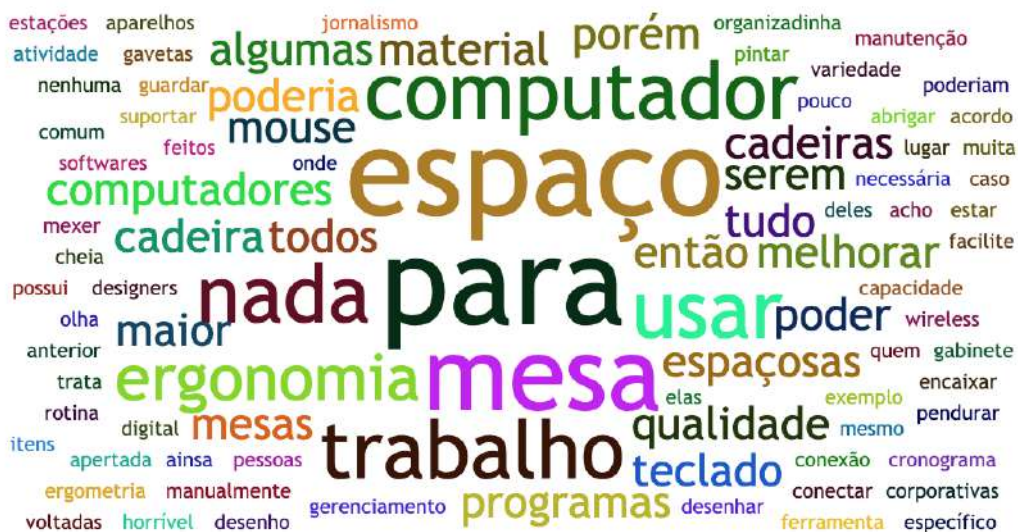 estações aparelhos jornalismo organizadinha
atividade gavetas algumas material porém pintar manutenção
nenhuma guardar poderia computador variedade poderiam
suportar mouse pouco abrigar acordo
comum feitos onde espaço cadeiras lugar muita
softwares computadores serem necessária caso
mexer cadeira todos tudo deles acho estar
cheia então melhorar facilite
possui designers nada para usar poder capacidade
olha maior wireless
anterior ergonomia mesa espaçosas quem gabinete
trata elas exemplo encaixar
rotina digital mesas trabalho qualidade mesmo pendurar
itens apertada ainsa pessoas teclado conexão cronograma
ergometria manualmente gerenciamento programas desenhar conectar corporativas
voltadas horrível desenho ferramenta específico